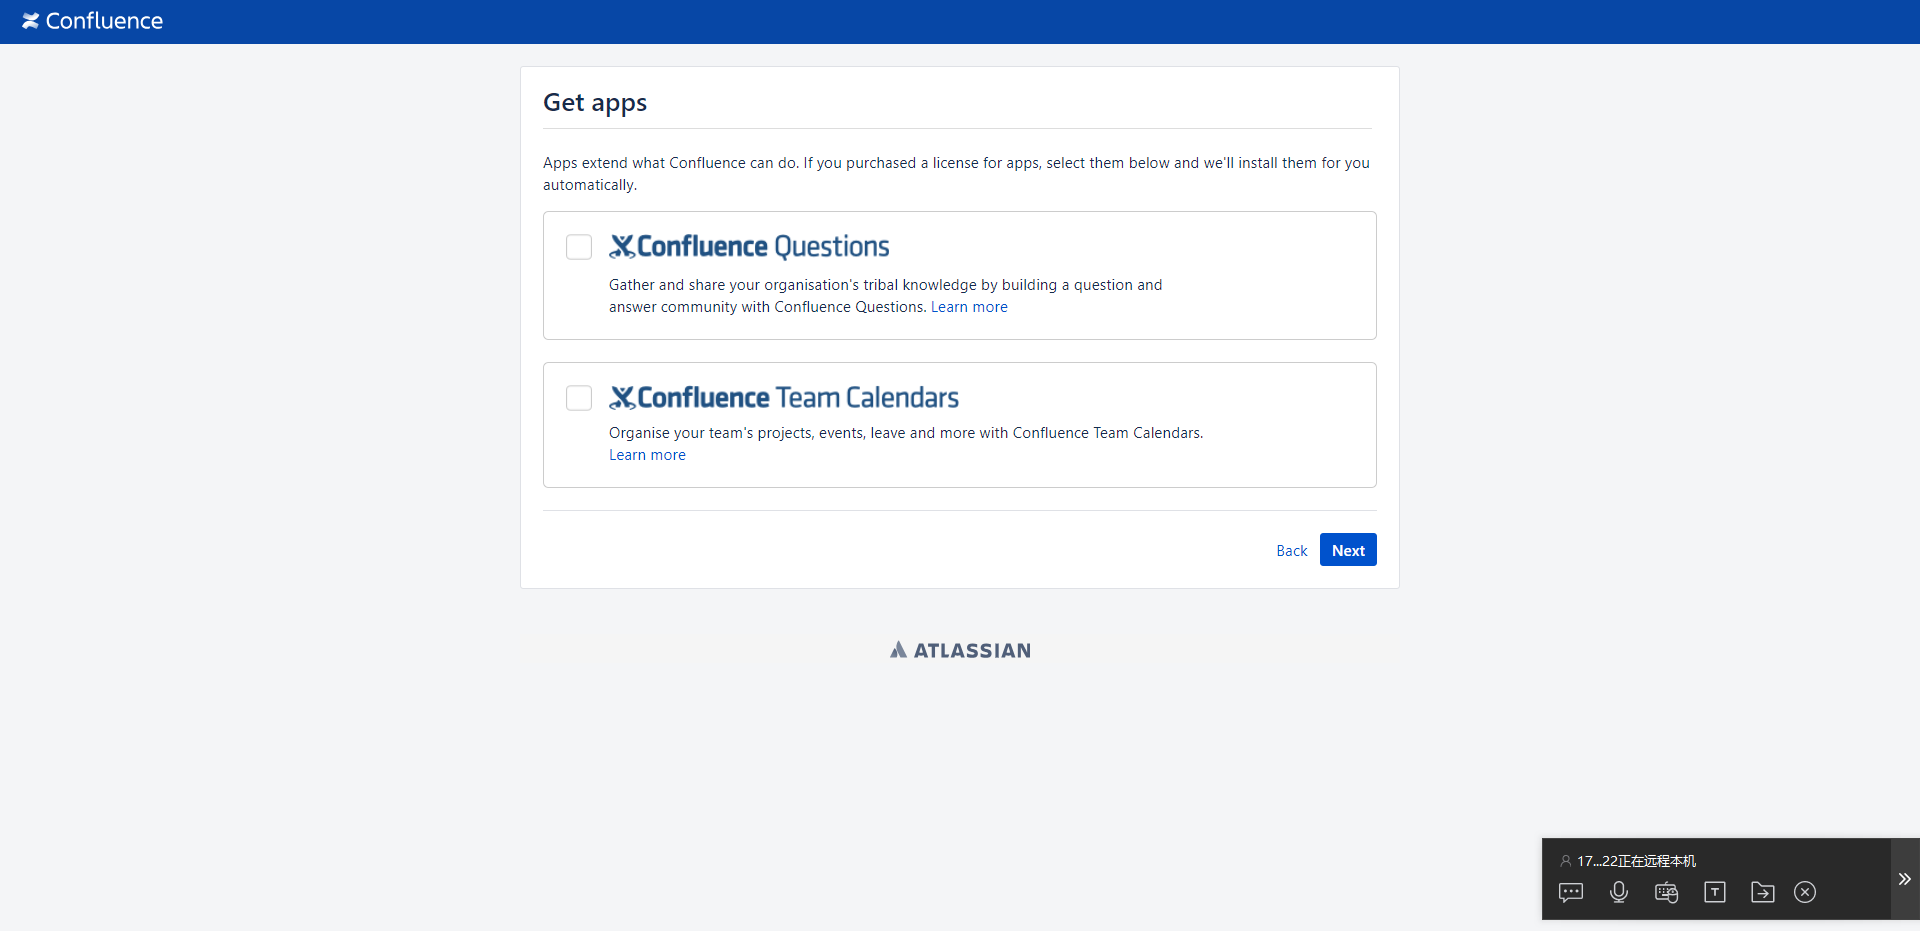 Confluence
Get apps
Apps extend what Confluence can do. If you purchased a license for apps, select them below and we'll install them for you
automatically.
Confluence Questions
Gather and share your organisation's tribal knowledge by building a question and
answer community with Confluence Questions. Learn more
Confluence Team Calendars
Organise your team's projects, events, leave and more with Confluence Team Calendars.
Learn more
Back Next
ATLASSIAN
17...22正在远程本机
T